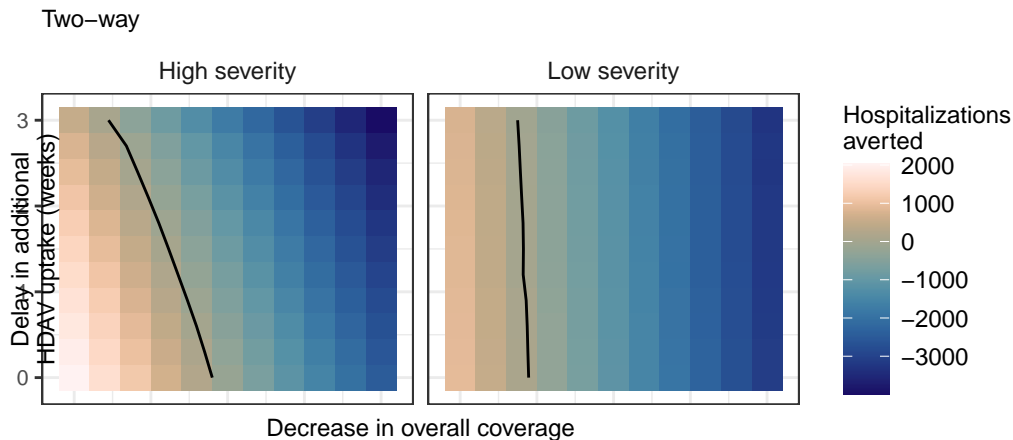 Two−way
High severity
Low severity
3
0
Delay in additional
HDAV uptake (weeks)
Decrease in overall coverage
Hospitalizations
averted
2000
1000
0
−1000
−2000
−3000